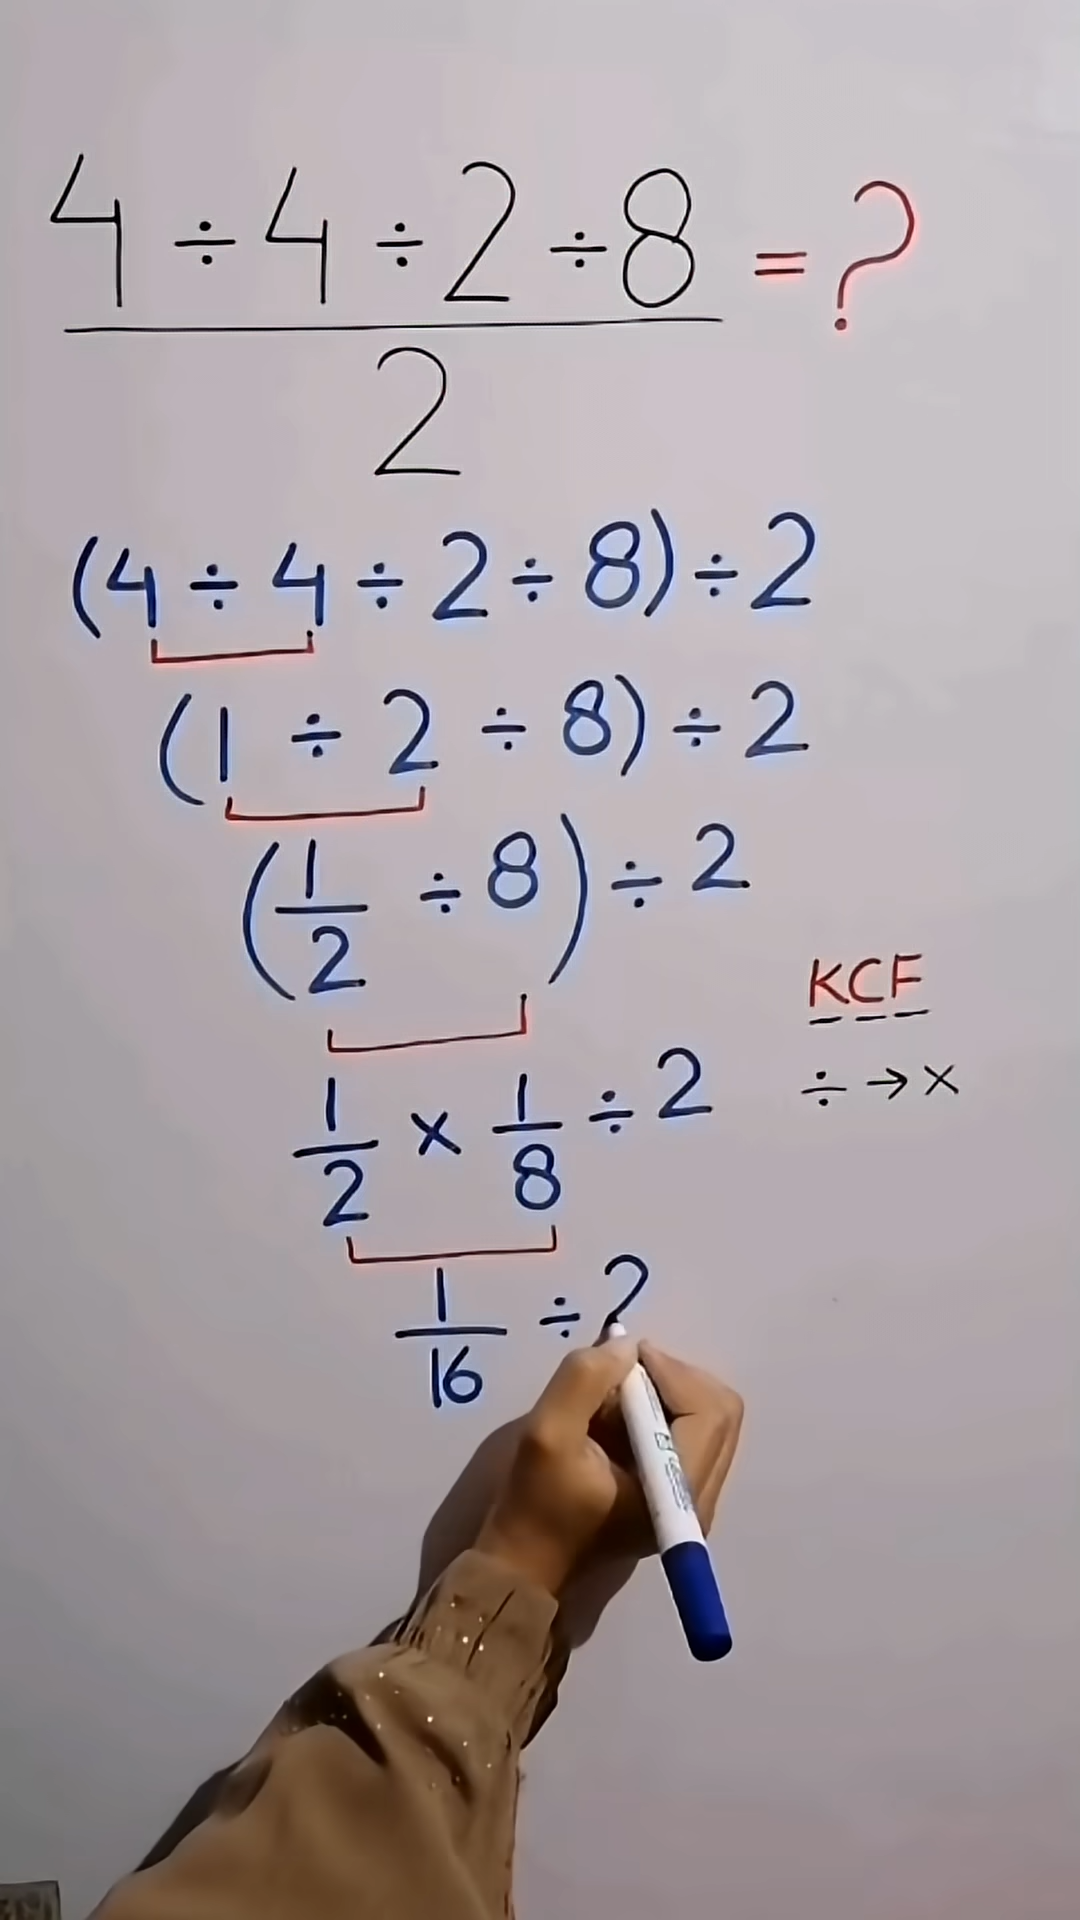 4 ÷ 4 ÷ 2 ÷ 8 = ?
2
(4 ÷ 4 ÷ 2 ÷ 8) ÷ 2
(1 ÷ 2 ÷ 8) ÷ 2
(1/2 ÷ 8) ÷ 2
KCF
1/2 × 1/8 ÷ 2
÷ → ×
1/16 ÷ 2